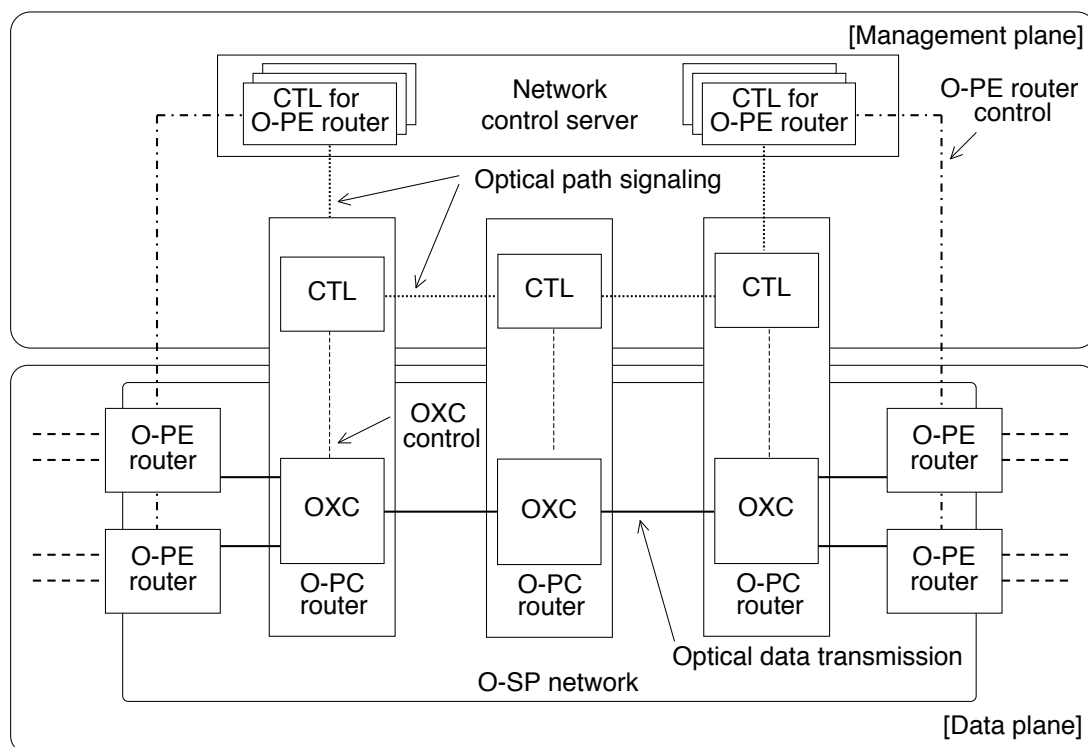 [Management plane]
CTL for
O-PE router
Network
control server
CTL for
O-PE router
O-PE router
control
Optical path signaling
CTL
CTL
CTL
OXC
control
O-PE
router
O-PE
router
OXC
OXC
OXC
O-PE
router
O-PE
router
O-PC
router
O-PC
router
O-PC
router
Optical data transmission
O-SP network
[Data plane]